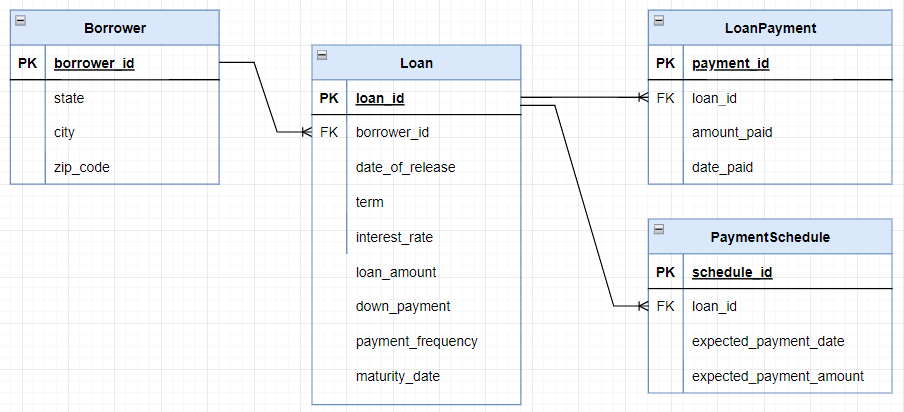 Borrower
PK borrower_id
state
city
zip_code
Loan
PK loan_id
FK borrower_id
date_of_release
term
interest_rate
loan_amount
down_payment
payment_frequency
maturity_date
LoanPayment
PK payment_id
FK loan_id
amount_paid
date_paid
PaymentSchedule
PK schedule_id
FK loan_id
expected_payment_date
expected_payment_amount